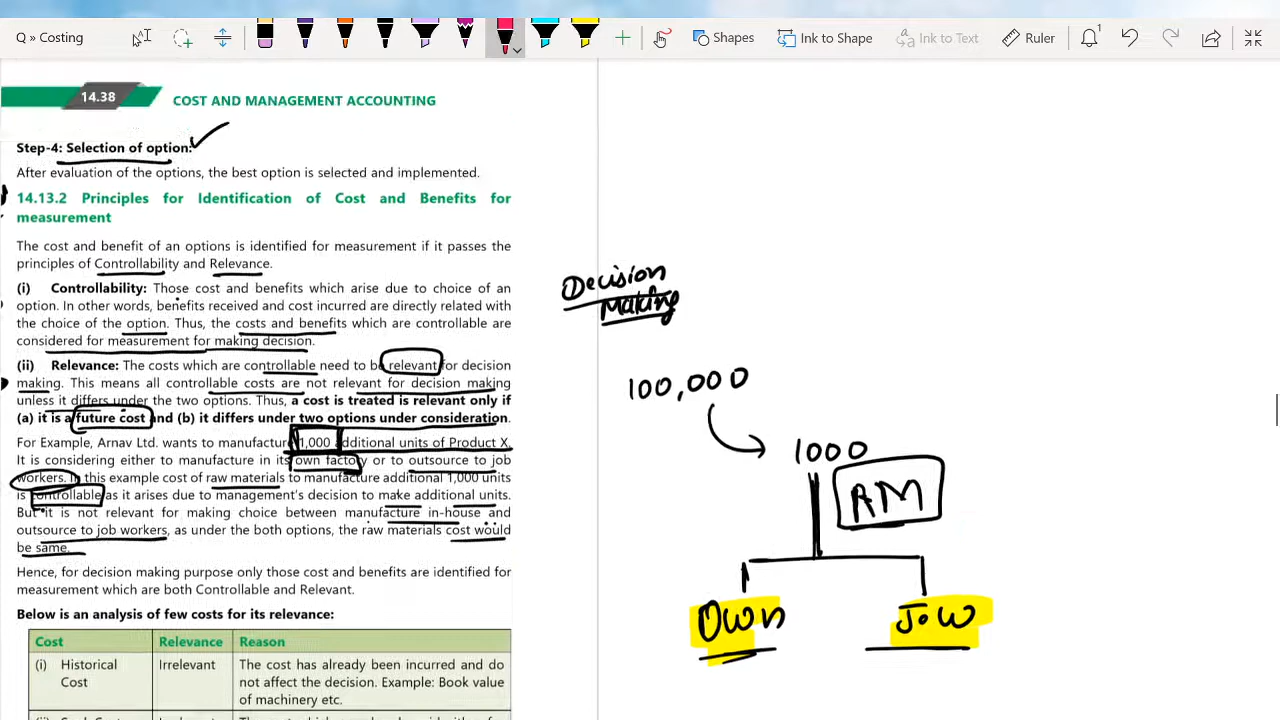 Q » Costing
Shapes
Ink to Shape
Ink to Text
Ruler
1
14.38
COST AND MANAGEMENT ACCOUNTING
Step-4: Selection of option:
After evaluation of the options, the best option is selected and implemented.
14.13.2 Principles for Identification of Cost and Benefits for
measurement
The cost and benefit of an options is identified for measurement if it passes the
principles of Controllability and Relevance.
(i) Controllability: Those cost and benefits which arise due to choice of an
option. In other words, benefits received and cost incurred are directly related with
the choice of the option. Thus, the costs and benefits which are controllable are
considered for measurement for making decision.
(ii) Relevance: The costs which are controllable need to be relevant for decision
making. This means all controllable costs are not relevant for decision making
unless it differs under the two options. Thus, a cost is treated is relevant only if
(a) it is a future cost and (b) it differs under two options under consideration.
For Example, Arnav Ltd. wants to manufacture 1,000 additional units of Product X.
It is considering either to manufacture in its own factory or to outsource to job
workers. In this example cost of raw materials to manufacture additional 1,000 units
is controllable as it arises due to management's decision to make additional units.
But it is not relevant for making choice between manufacture in-house and
outsource to job workers, as under the both options, the raw materials cost would
be same.
Hence, for decision making purpose only those cost and benefits are identified for
measurement which are both Controllable and Relevant.
Below is an analysis of few costs for its relevance:
Cost Relevance Reason
(i) Historical Cost Irrelevant The cost has already been incurred and do
not affect the decision. Example: Book value
of machinery etc.
Decision
Making
100,000
1000
RM
Own
Jow